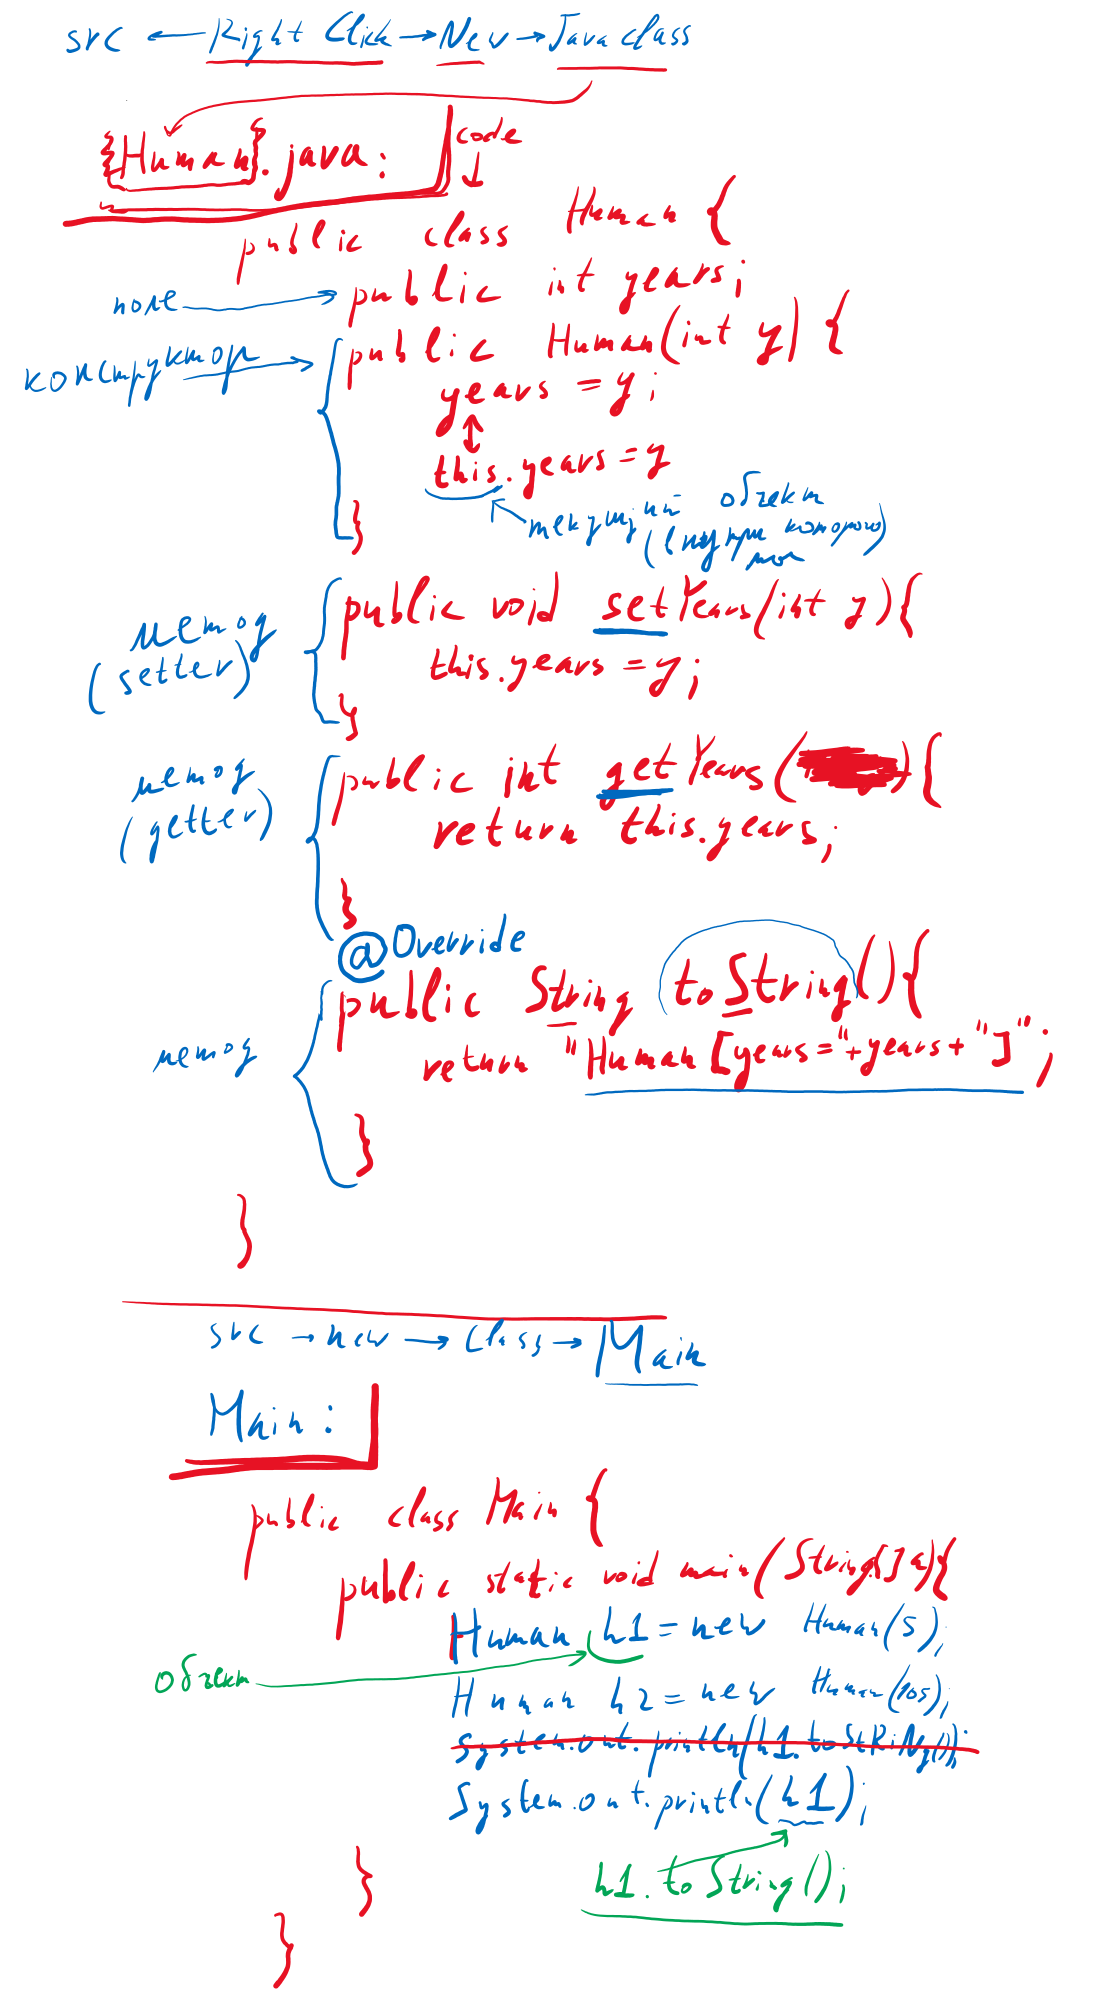 src ← Right Click → New → Java class
{Human}.java:
code
public class Human {
поле → public int years;
конструктор → public Human(int y) {
years = y;
this.years = y
текущий объект
(внутри которого
}
метод (setter)
public void setYears(int y){
this.years = y;
}
метод (getter)
public int getYears(){
return this.years;
}
@Override
public String toString(){
метод
return "Human [years="+years+"]";
}
}
src → new → Class → Main
Main:
public class Main {
public static void main(String[] a){
Human h1 = new Human(5);
объект
Human h2 = new Human(105);
System.out.println(h1.toStRiNg());
System.out.println(h1);
h1.toString();
}
}